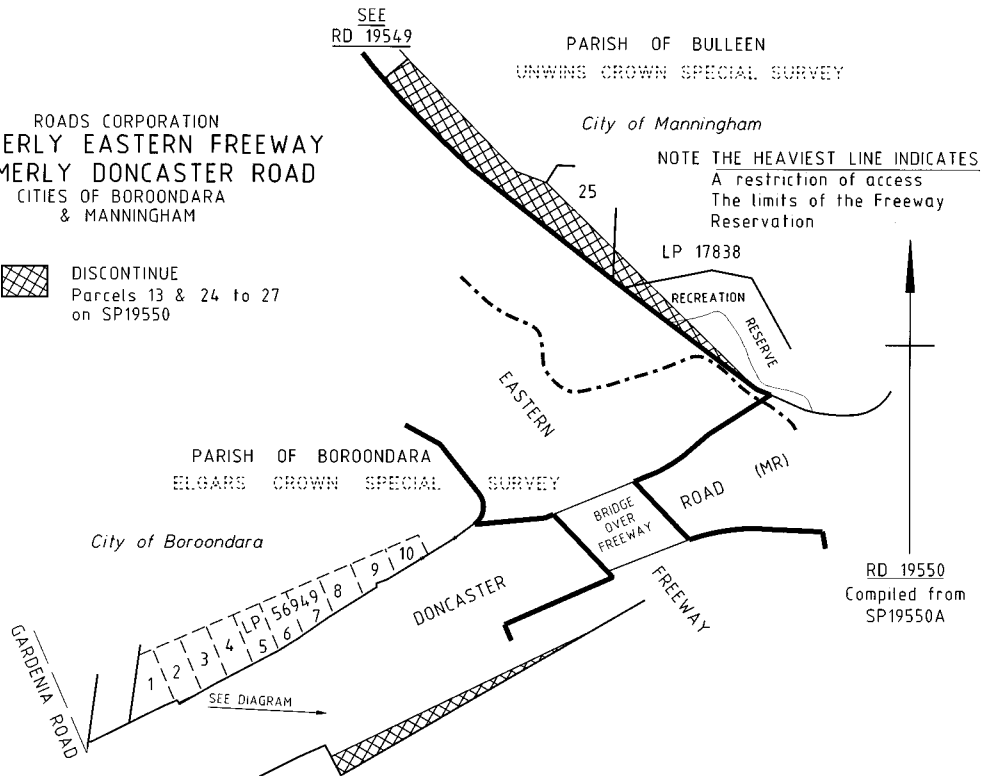 SEE
RD 19549
PARISH OF BULLEEN
UNWINS CROWN SPECIAL SURVEY
ROADS CORPORATION
ERLY EASTERN FREEWAY
MERLY DONCASTER ROAD
CITIES OF BOROONDARA
& MANNINGHAM
City of Manningham
NOTE THE HEAVIEST LINE INDICATES
A restriction of access
The limits of the Freeway
Reservation
25
LP 17838
DISCONTINUE
Parcels 13 & 24 to 27
on SP19550
RECREATION
RESERVE
EASTERN
PARISH OF BOROONDARA
ELGARS CROWN SPECIAL SURVEY
ROAD (MR)
BRIDGE
OVER
FREEWAY
City of Boroondara
RD 19550
Compiled from
SP19550A
DONCASTER
FREEWAY
1 2 3 4 5 6 7 8 9 10
LP 56949
GARDENIA ROAD
SEE DIAGRAM